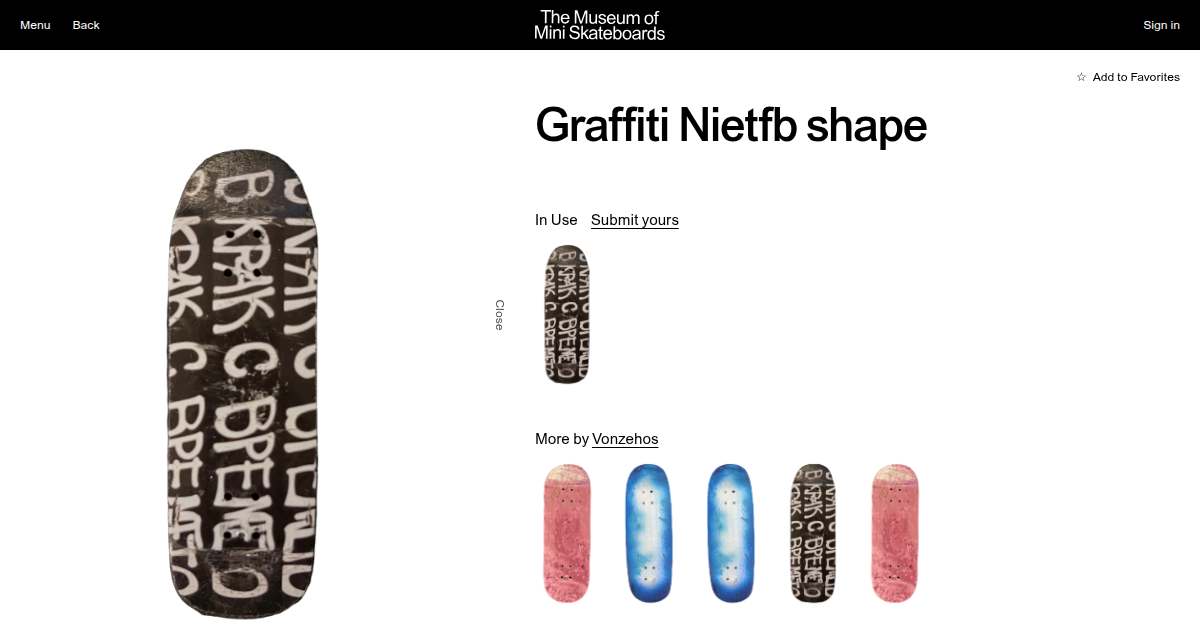 Menu
Back
The Museum of
Mini Skateboards
Sign in
☆ Add to Favorites
Graffiti Nietfb shape
In Use
Submit yours
Close
More by Vonzehos
КРАК С